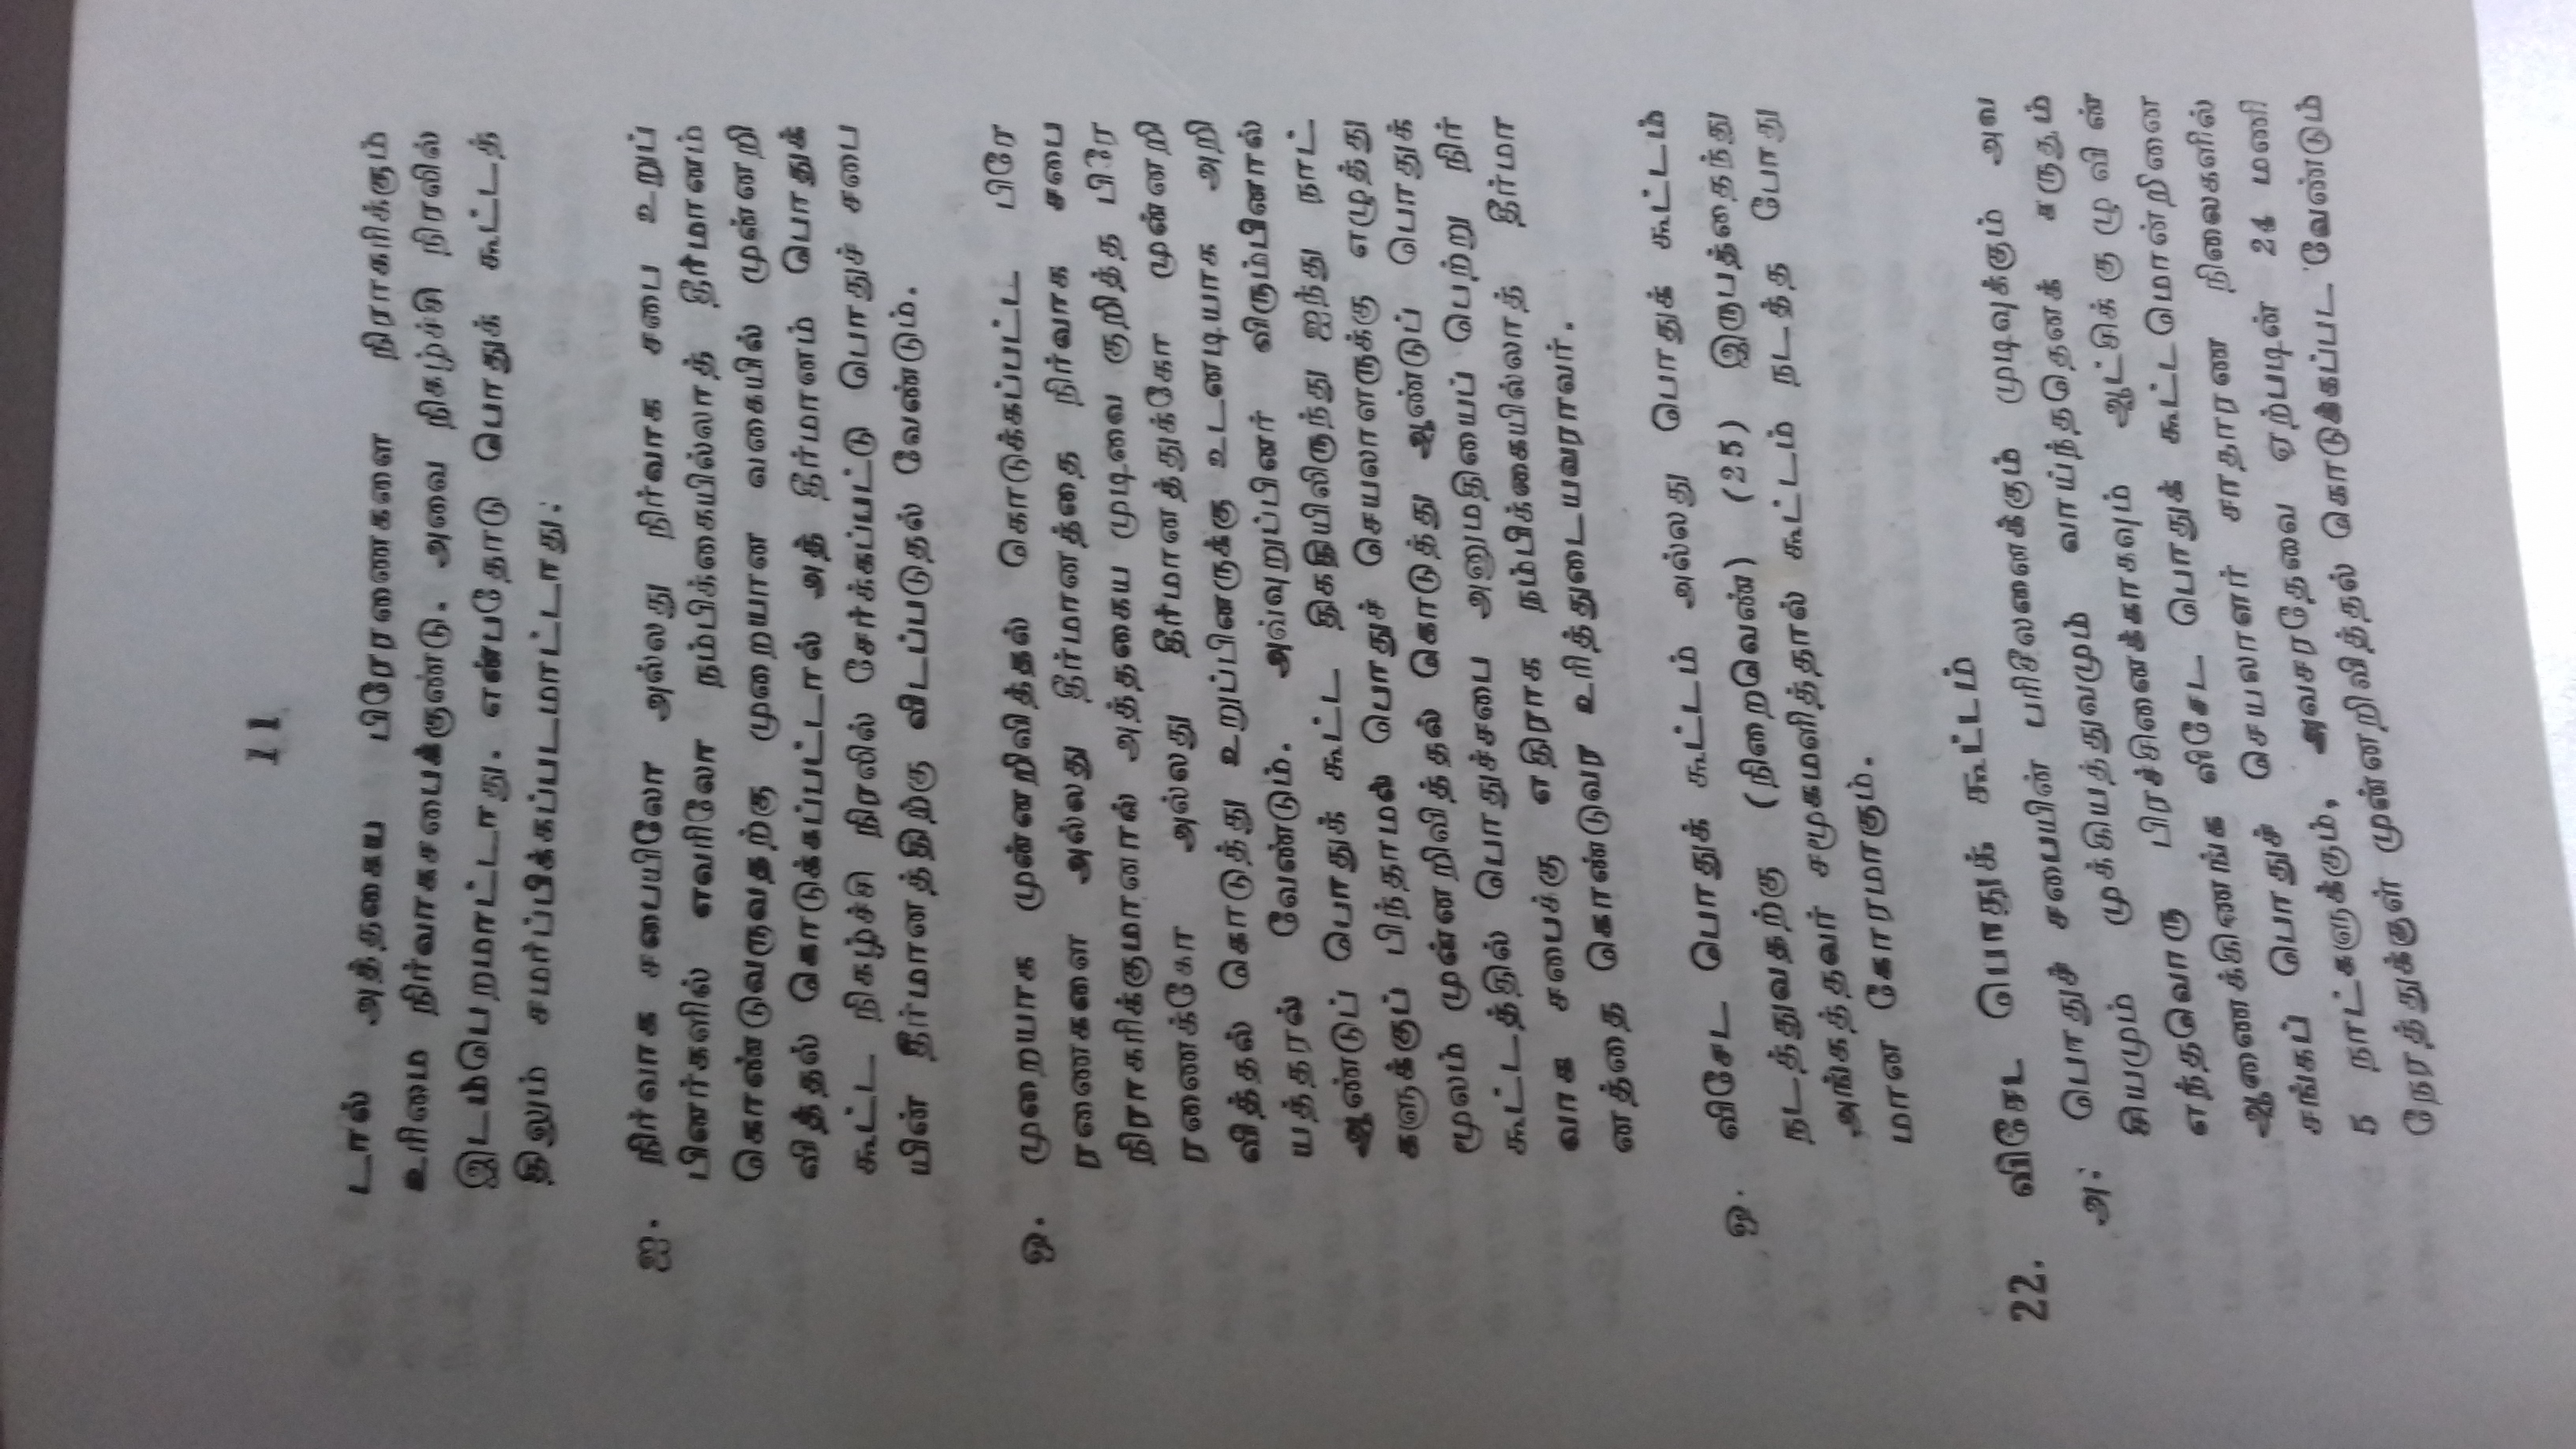 11
டால் அத்தகைய பிரேரணைகளை நிராகரிக்கும்
உரிமை நிர்வாகசபைக்குண்டு. அவை நிகழ்ச்சி நிரலில்
இடம்பெறமாட்டாது. என்பதோடு பொதுக் கூட்டத்
திலும் சமர்ப்பிக்கப்படமாட்டாது:
ஐ. நிர்வாக சபையிலோ அல்லது நிர்வாக சபை உறுப்
பினர்களில் எவரிலோ நம்பிக்கையில்லாத் தீர்மானம்
கொண்டுவருவதற்கு முறையான வகையில் முன்னறி
வித்தல் கொடுக்கப்பட்டால் அத் தீர்மானம் பொதுக்
கூட்ட நிகழ்ச்சி நிரலில் சேர்க்கப்பட்டு பொதுச் சபை
யின் தீர்மானத்திற்கு விடப்படுதல் வேண்டும்.
ஒ. முறையாக முன்னறிவித்தல் கொடுக்கப்பட்ட பிரே
ரணைகளை அல்லது தீர்மானத்தை நிர்வாக சபை
நிராகரிக்குமானால் அத்தகைய முடிவை குறித்த பிரே
ரணைக்கோ அல்லது தீர்மானத்துக்கோ முன்னறி
வித்தல் கொடுத்து உறுப்பினருக்கு உடனடியாக அறி
யத்தரல் வேண்டும். அவ்வுறுப்பினர் விரும்பினால்
ஆண்டுப் பொதுக் கூட்ட திகதியிலிருந்து ஐந்து நாட்
களுக்குப் பிந்தாமல் பொதுச் செயலாளருக்கு எழுத்து
மூலம் முன்னறிவித்தல் கொடுத்து ஆண்டுப் பொதுக்
கூட்டத்தில் பொதுச்சபை அனுமதியைப் பெற்று நிர்
வாக சபைக்கு எதிராக நம்பிக்கையில்லாத் தீர்மா
னத்தை கொண்டுவர உரித்துடையவராவர்.
ஒ. விசேட பொதுக் கூட்டம் அல்லது பொதுக் கூட்டம்
நடத்துவதற்கு (நிறைவெண்) (25) இருபத்தைந்து
அங்கத்தவர் சமூகமளித்தால் கூட்டம் நடத்த போது
மான கோரமாகும்.
22. விசேட பொதுக் கூட்டம்
அ: பொதுச் சபையின் பரிசீலனைக்கும் முடிவுக்கும் அவ
சியமும் முக்கியத்துவமும் வாய்ந்ததெனக் கருதும்
எந்தவொரு பிரச்சினைக்காகவும் ஆட்சிக்குழுவின்
ஆணைக்கிணங்க விசேட பொதுக் கூட்டமொன்றினை
சங்கப் பொதுச் செயலாளர் சாதாரண நிலைகளில்
5 நாட்களுக்கும், அவசரதேவை ஏற்படின் 24 மணி
நேரத்துக்குள் முன்னறிவித்தல் கொடுக்கப்பட வேண்டும்